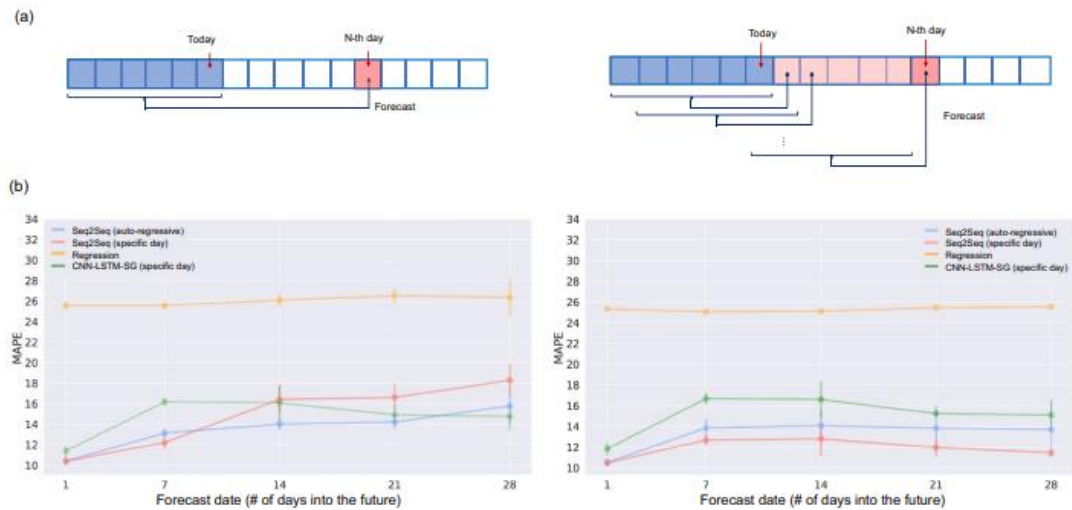 (a)
Today
N-th day
Forecast
Today
N-th day
Forecast
(b)
34
32
30
28
26
24
22
20
18
16
14
12
10
MAPE
Seq2Seq (auto-regressive)
Seq2Seq (specific day)
Regression
CNN-LSTM-SG (specific day)
1
7
14
21
28
Forecast date (# of days into the future)
34
32
30
28
26
24
22
20
18
16
14
12
10
MAPE
Seq2Seq (auto-regressive)
Seq2Seq (specific day)
Regression
CNN-LSTM-SG (specific day)
1
7
14
21
28
Forecast date (# of days into the future)